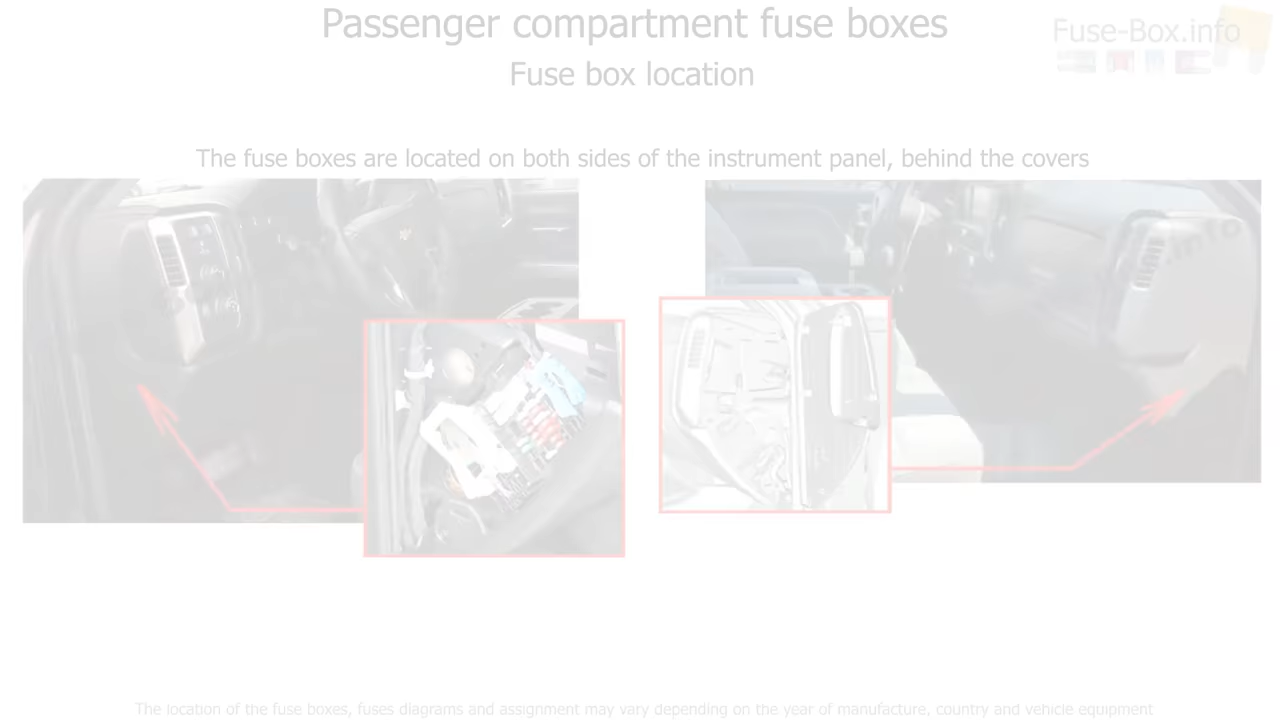 Passenger compartment fuse boxes
Fuse-Box.info
Fuse box location
The fuse boxes are located on both sides of the instrument panel, behind the covers
.info
The location of the fuse boxes, fuses diagrams and assignment may vary depending on the year of manufacture, country and vehicle equipment